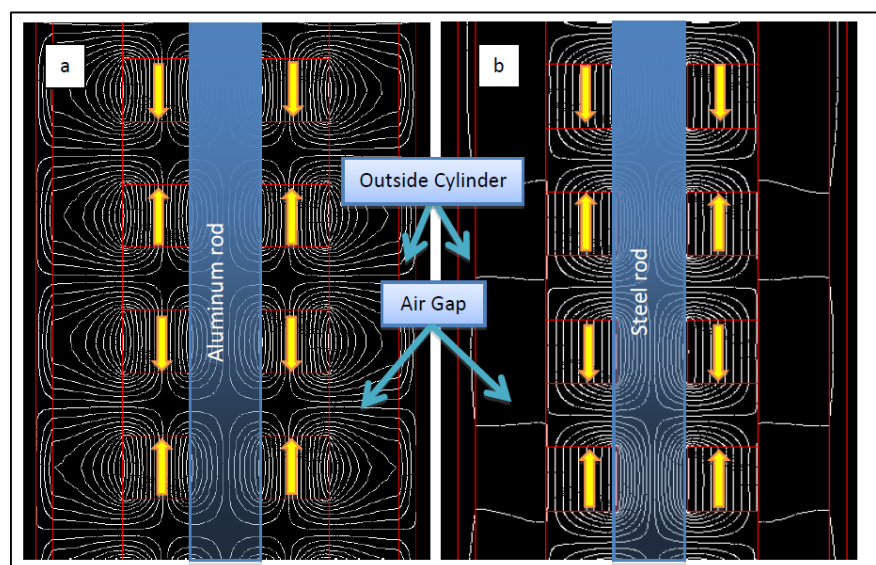 a
b
Outside Cylinder
Air Gap
Aluminum rod
Steel rod